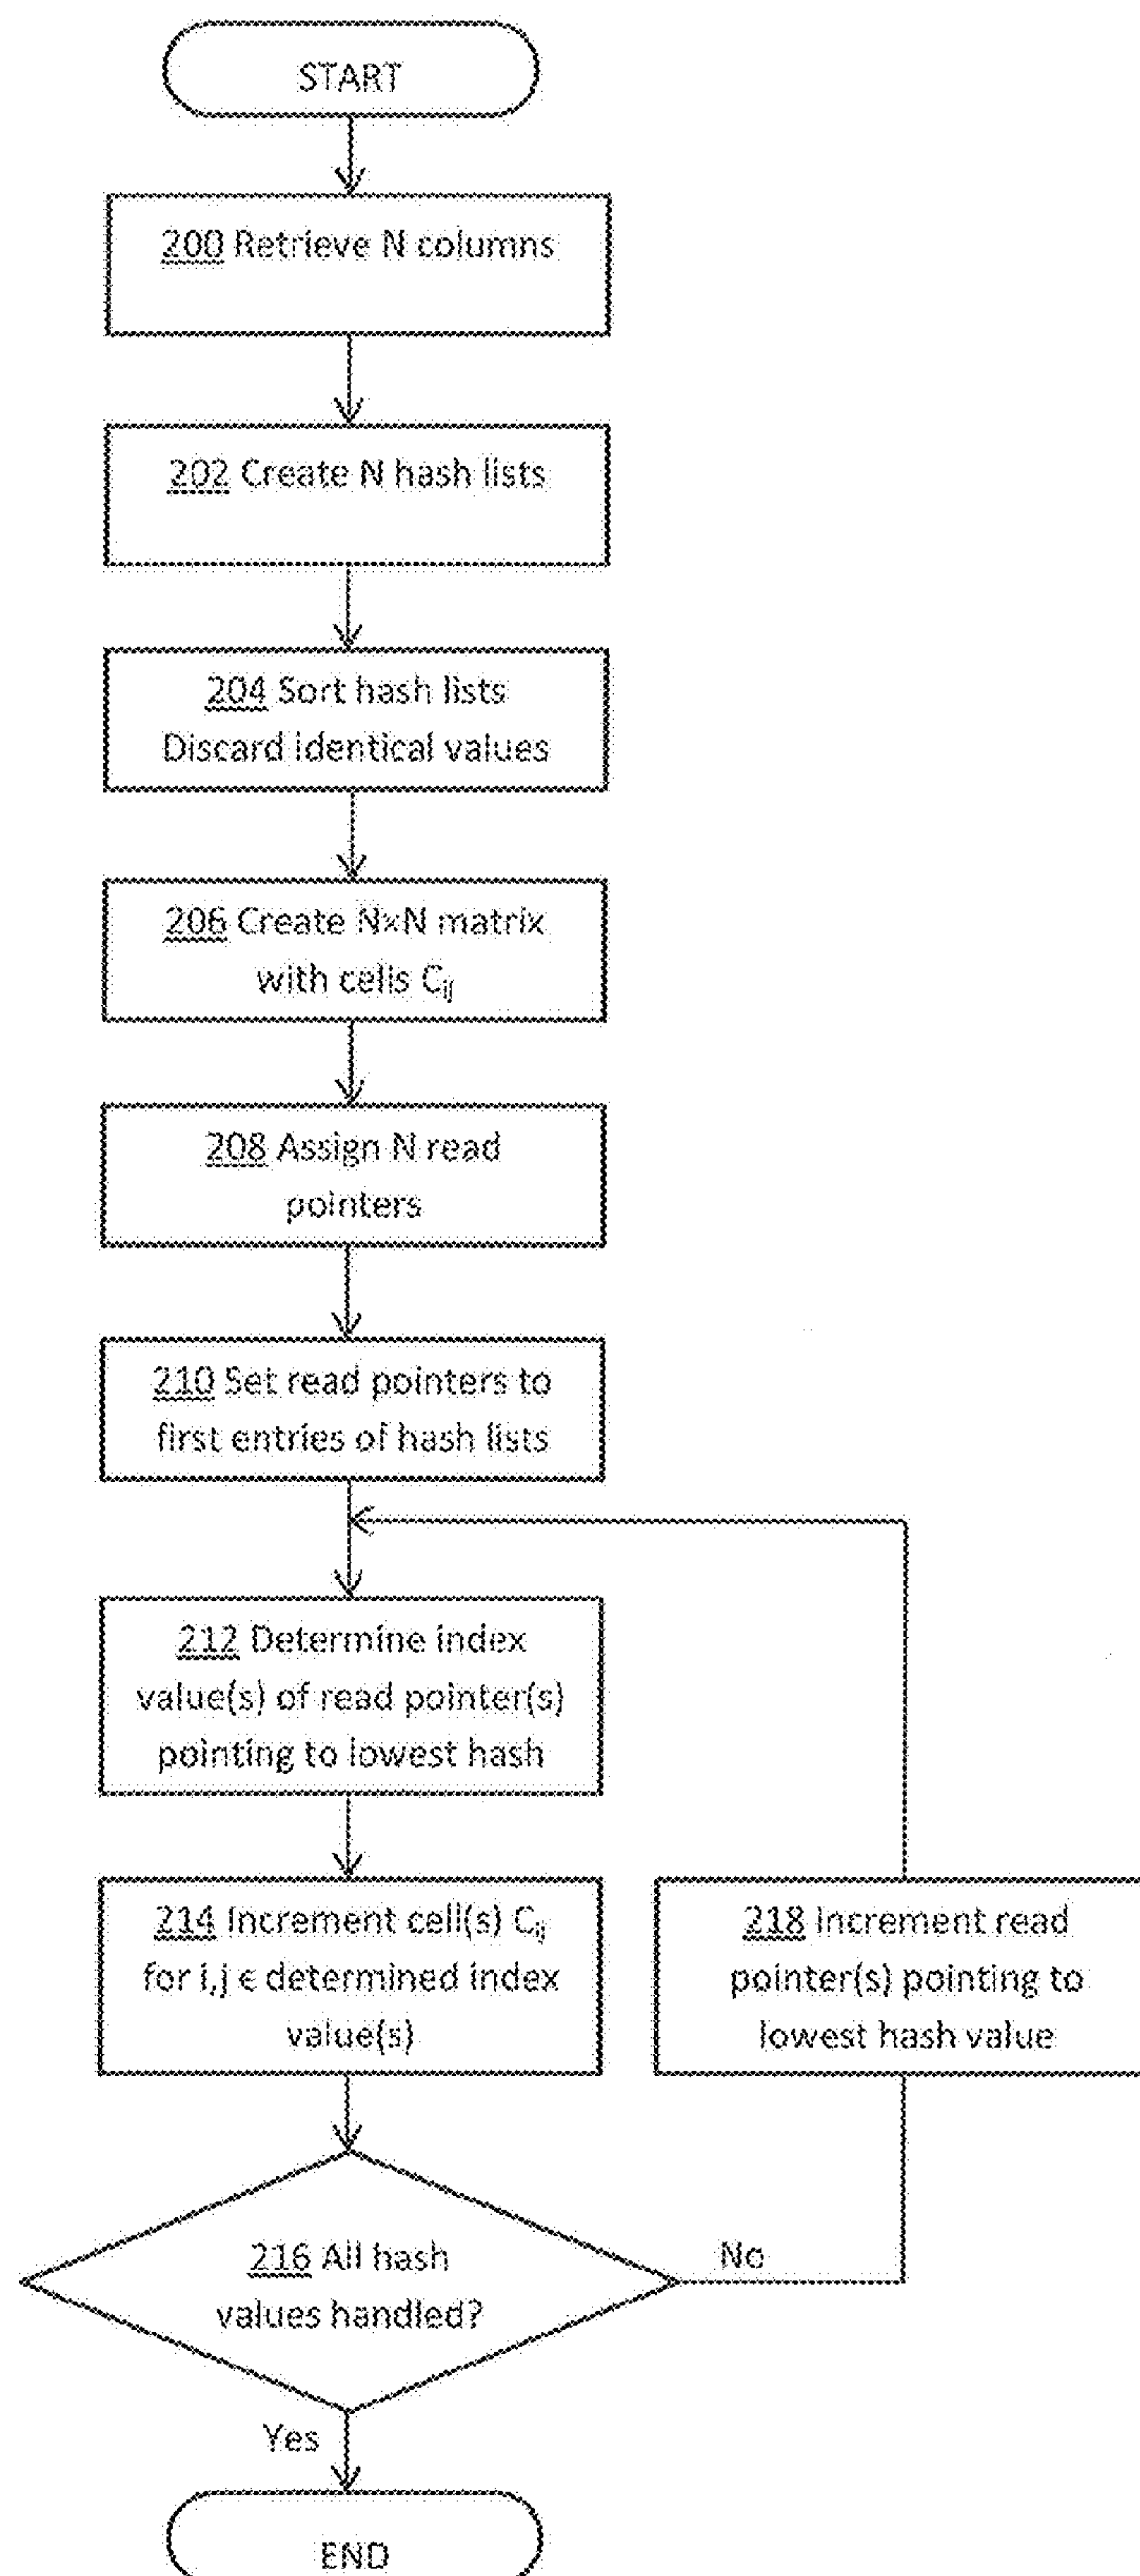 START
200 Retrieve N columns
202 Create N hash lists
204 Sort hash lists
Discard identical values
206 Create N×N matrix
with cells Cij
208 Assign N read
pointers
210 Set read pointers to
first entries of hash lists
212 Determine index
value(s) of read pointer(s)
pointing to lowest hash
214 Increment cell(s) Cij
for i,j ϵ determined index
value(s)
218 Increment read
pointer(s) pointing to
lowest hash value
216 All hash
values handled?
No
Yes
END